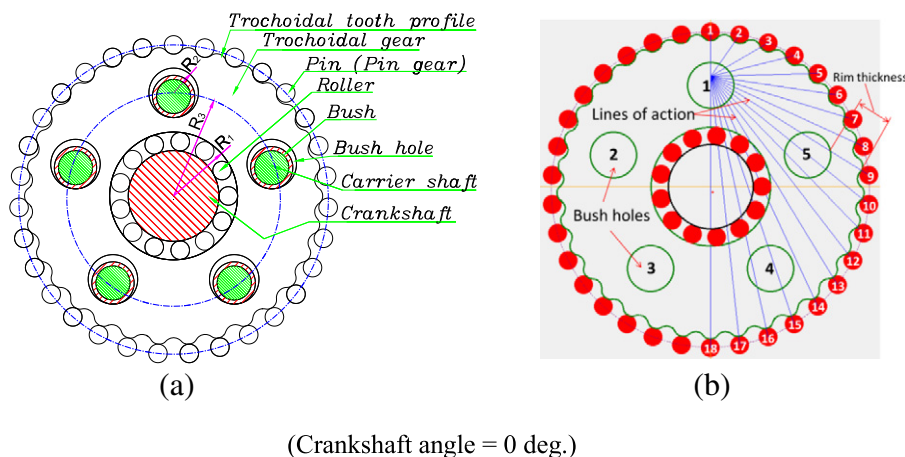 Trochoidal tooth profile
Trochoidal gear
Pin (Pin gear)
Roller
Bush
Bush hole
Carrier shaft
Crankshaft
R2
R3
R1
(a)
1
2
3
4
5
6
7
8
9
10
11
12
13
14
15
16
17
18
Rim thickness
Lines of action
Bush holes
1
2
3
4
5
(b)
(Crankshaft angle = 0 deg.)